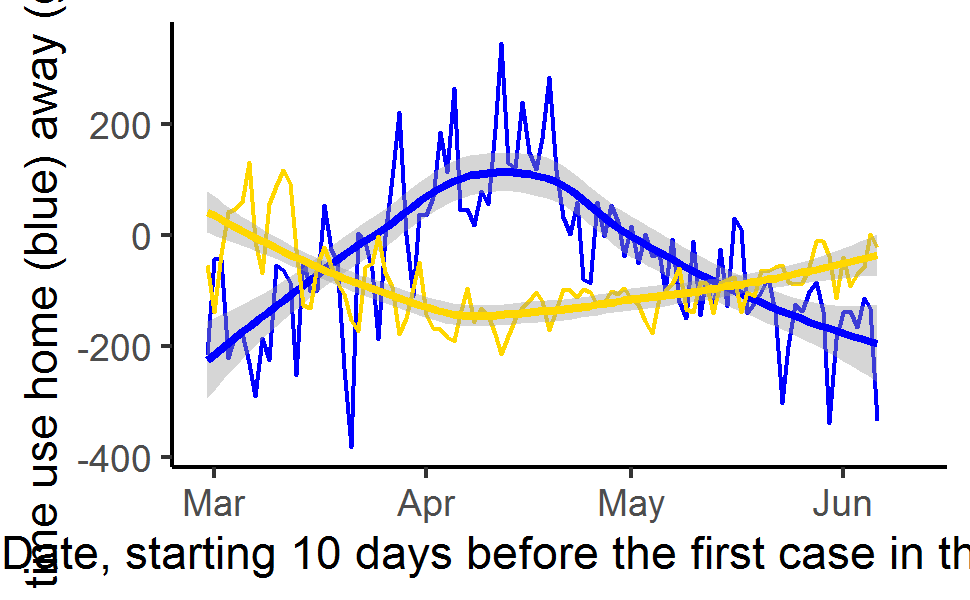 time use home (blue) away (
200
0
-200
-400
Mar Apr May Jun
Date, starting 10 days before the first case in th